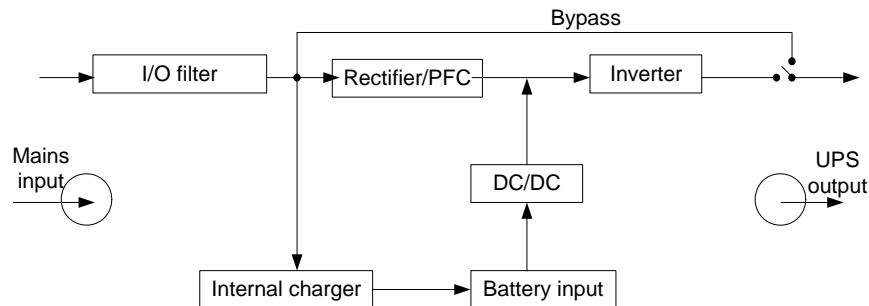 Bypass
I/O filter
Rectifier/PFC
Inverter
Mains
input
DC/DC
UPS
output
Internal charger
Battery input